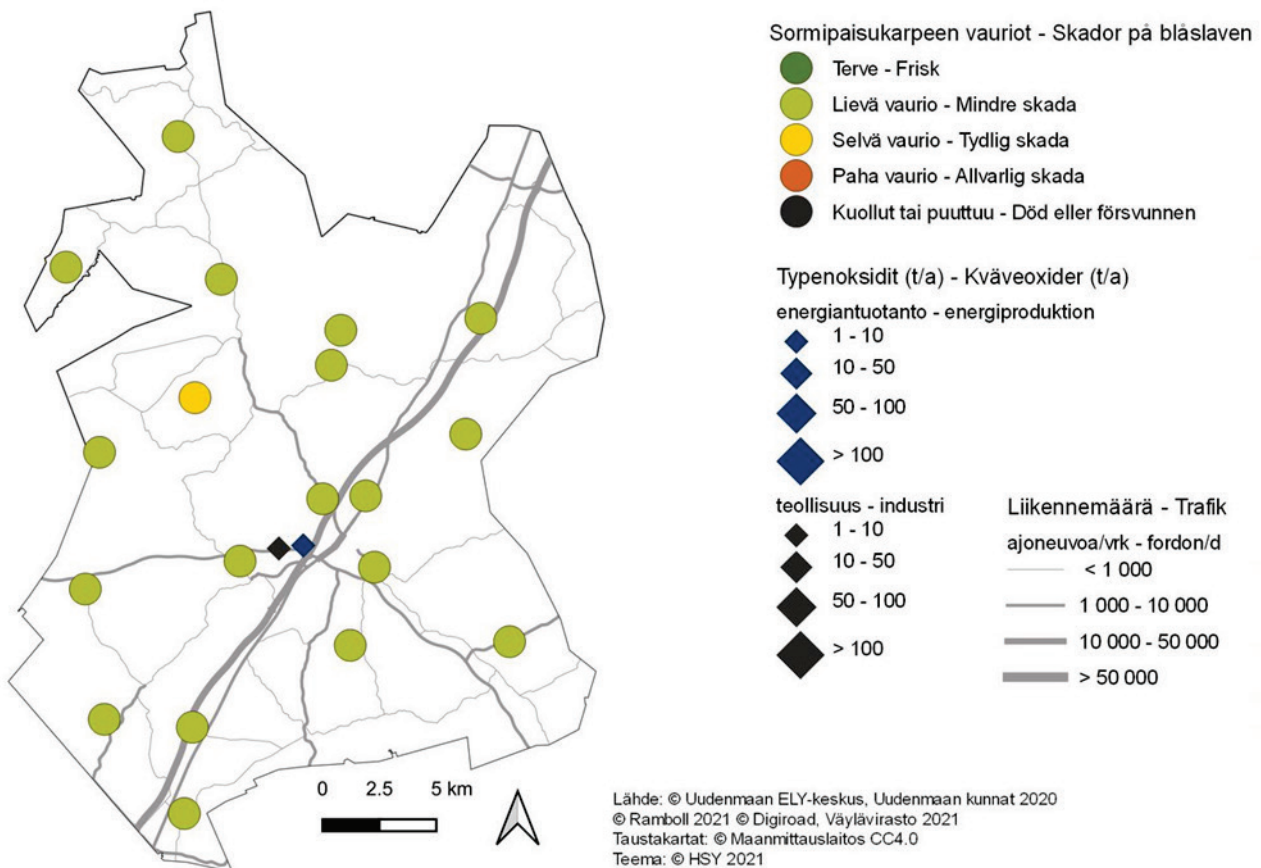 Sormipaisukarpeen vauriot - Skador på blåslaven
Terve - Frisk
Lievä vaurio - Mindre skada
Selvä vaurio - Tydlig skada
Paha vaurio - Allvarlig skada
Kuollut tai puuttuu - Död eller försvunnen
Typenoksidit (t/a) - Kväveoxider (t/a)
energiantuotanto - energiproduktion
1 - 10
10 - 50
50 - 100
> 100
teollisuus - industri
1 - 10
10 - 50
50 - 100
> 100
Liikennemäärä - Trafik
ajoneuvoa/vrk - fordon/d
< 1 000
1 000 - 10 000
10 000 - 50 000
> 50 000
0 2.5 5 km
Lähde: © Uudenmaan ELY-keskus, Uudenmaan kunnat 2020
© Ramboll 2021 © Digiroad, Väylävirasto 2021
Taustakartat: © Maanmittauslaitos CC4.0
Teema: © HSY 2021